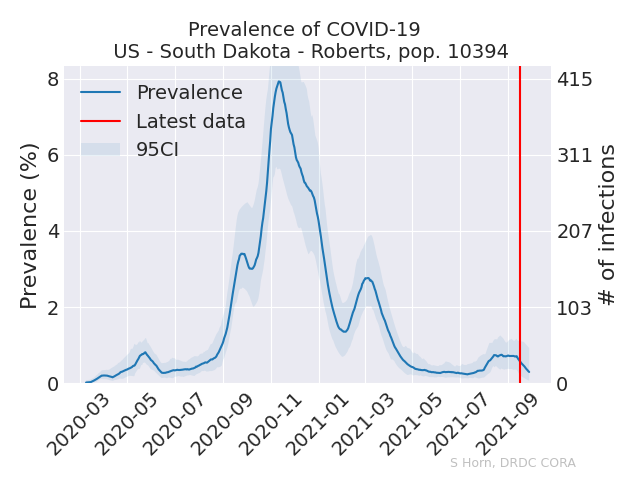 Prevalence of COVID-19
US - South Dakota - Roberts, pop. 10394
Prevalence
Latest data
95CI
Prevalence (%)
8
6
4
2
0
# of infections
415
311
207
103
0
2020-03
2020-05
2020-07
2020-09
2020-11
2021-01
2021-03
2021-05
2021-07
2021-09
S Horn, DRDC CORA